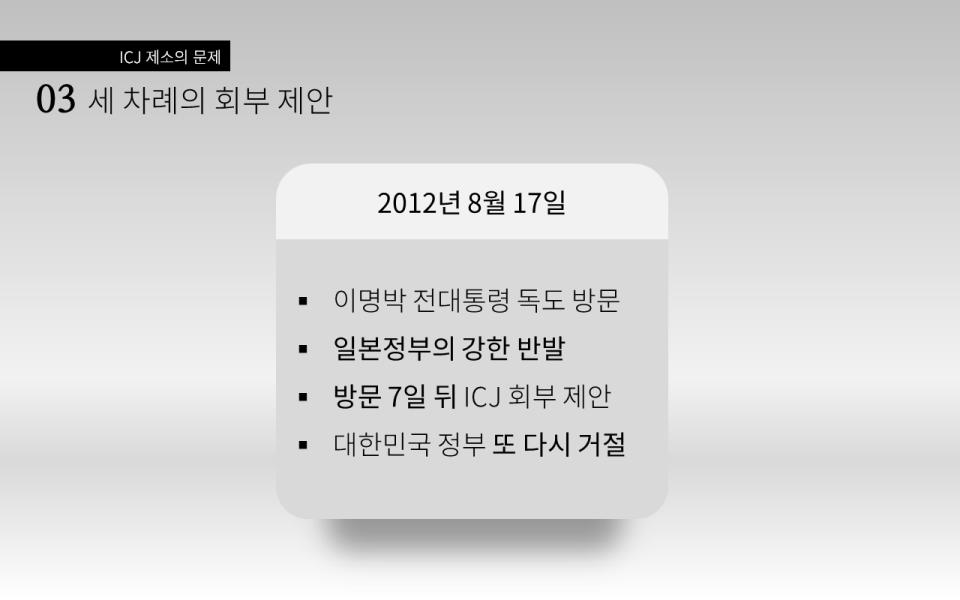 ICJ 제소의 문제
03 세 차례의 회부 제안
2012년 8월 17일
▪ 이명박 전대통령 독도 방문
▪ 일본정부의 강한 반발
▪ 방문 7일 뒤 ICJ 회부 제안
▪ 대한민국 정부 또 다시 거절